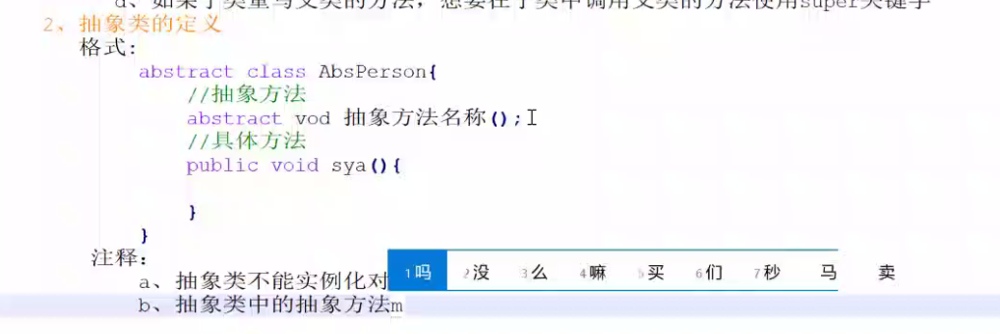 d、如果子类重写父类的方法，想要在子类中调用父类的方法使用super关键字
2、抽象类的定义
格式:
abstract class AbsPerson{
//抽象方法
abstract vod 抽象方法名称();
//具体方法
public void sya(){
}
}
注释:
a、抽象类不能实例化对
b、抽象类中的抽象方法m
1吗 2没 3么 4嘛 5买 6们 7秒 马 卖